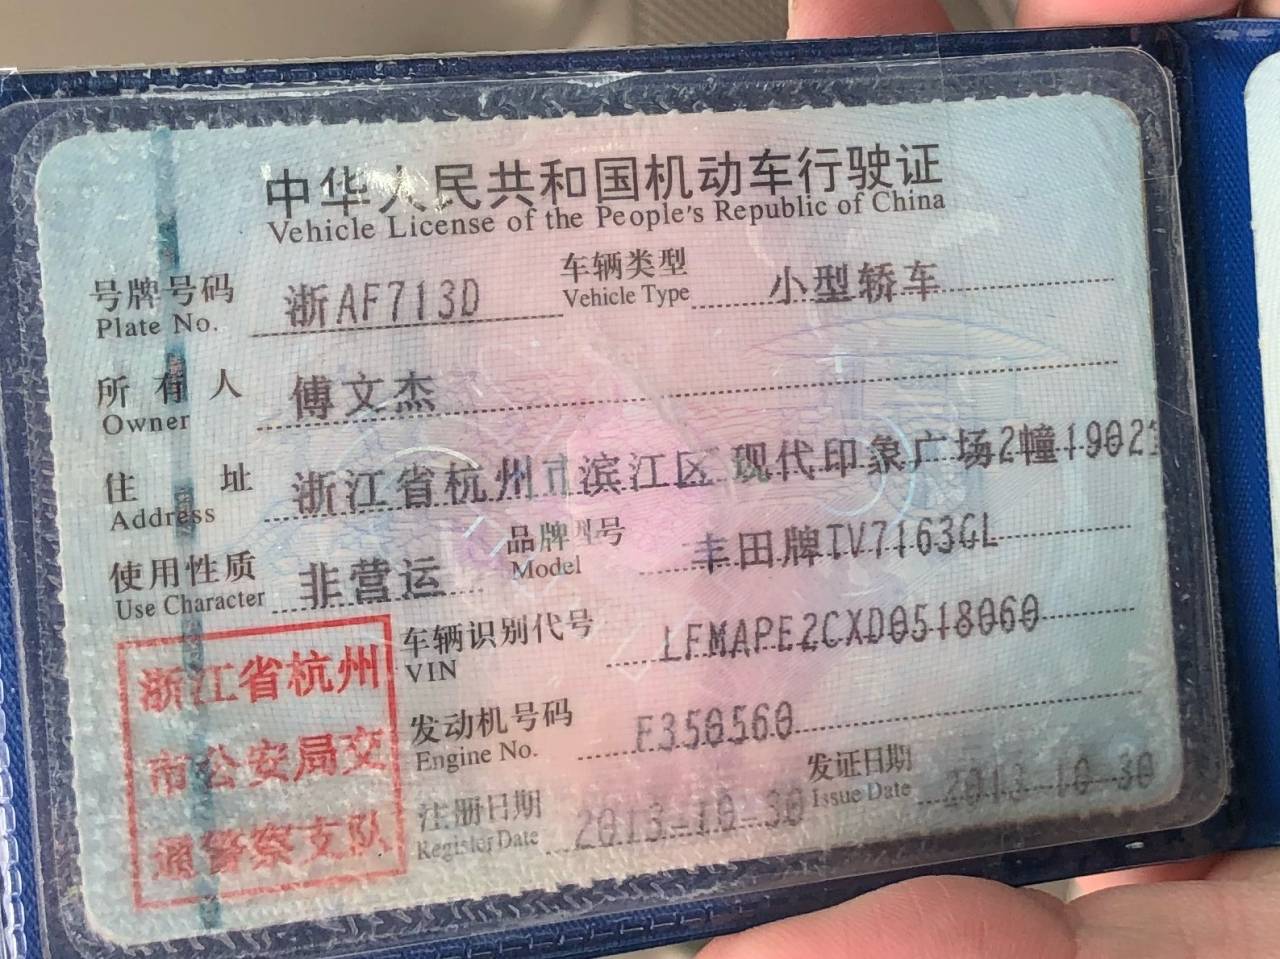 中华人民共和国机动车行驶证
Vehicle License of the People's Republic of China
号牌号码 浙AF713D 车辆类型 小型轿车
Plate No. Vehicle Type
所有人 傅文杰
Owner
住址 浙江省杭州市滨江区现代印象广场2幢1902
Address
使用性质 非营运 品牌型号 丰田牌TV7163GL
Use Character Model
车辆识别代号 LFMAPE2CXD0518060
VIN
发动机号码 F350560
Engine No.
注册日期 2013-10-30 发证日期 2013-10-30
Register Date Issue Date
浙江省杭州
市公安局交
通警察支队